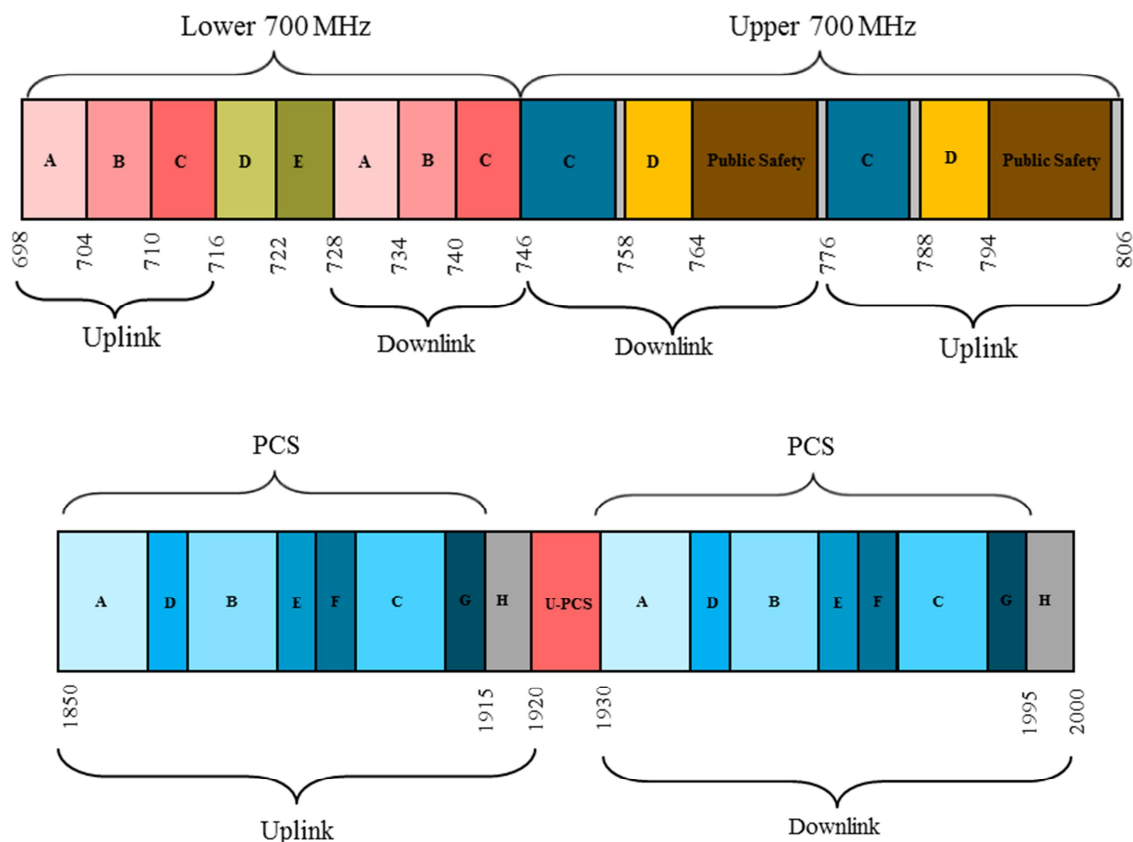 Lower 700 MHz Upper 700 MHz
A B C D E A B C C D Public Safety C D Public Safety
698 704 710 716 722 728 734 740 746 758 764 776 788 794 806
Uplink Downlink Downlink Uplink
PCS PCS
A D B E F C G H U-PCS A D B E F C G H
1850 1915 1920 1930 1995 2000
Uplink Downlink